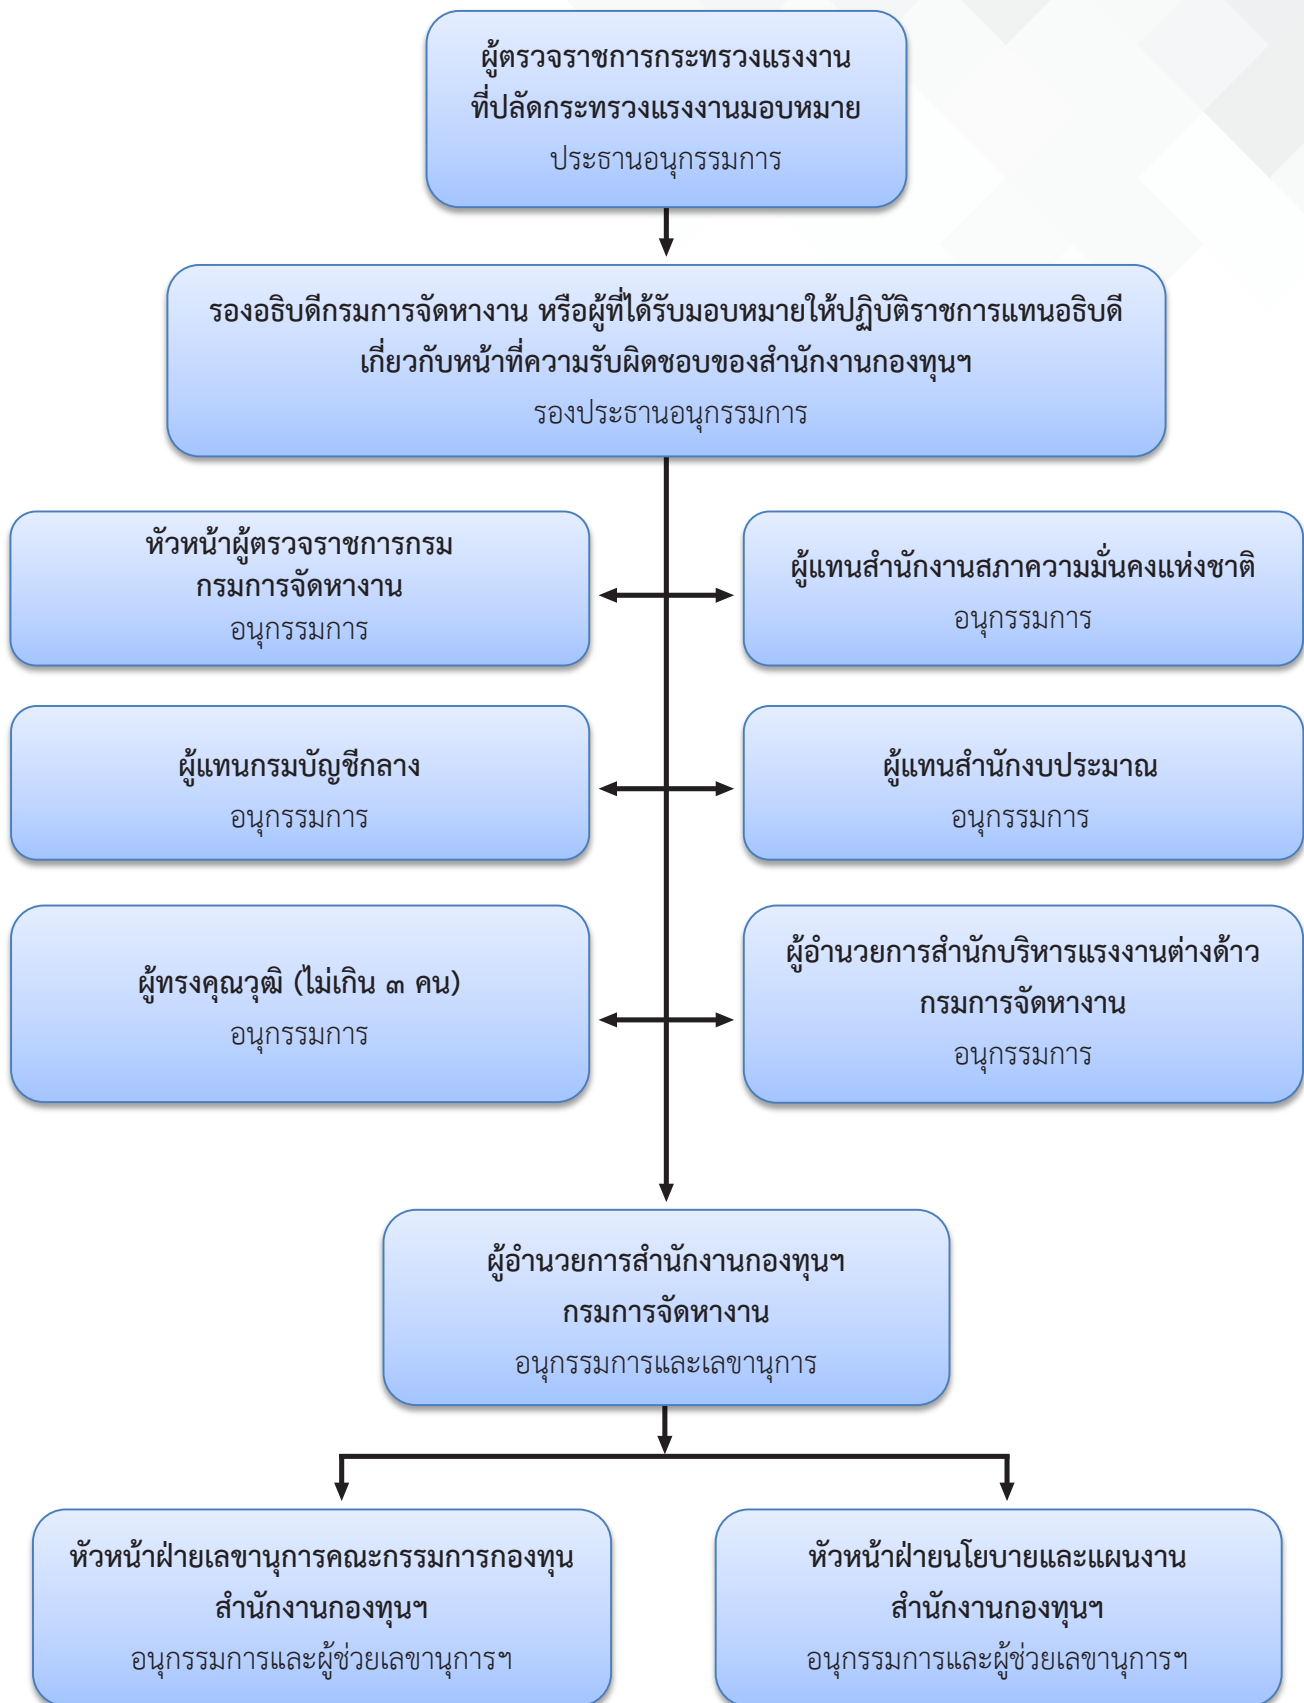 ผู้ตรวจราชการกระทรวงแรงงาน
ที่ปลัดกระทรวงแรงงานมอบหมาย
ประธานอนุกรรมการ
รองอธิบดีกรมการจัดหางาน หรือผู้ที่ได้รับมอบหมายให้ปฏิบัติราชการแทนอธิบดี
เกี่ยวกับหน้าที่ความรับผิดชอบของสำนักงานกองทุนฯ
รองประธานอนุกรรมการ
หัวหน้าผู้ตรวจราชการกรม
กรมการจัดหางาน
อนุกรรมการ
ผู้แทนสำนักงานสภาความมั่นคงแห่งชาติ
อนุกรรมการ
ผู้แทนกรมบัญชีกลาง
อนุกรรมการ
ผู้แทนสำนักงบประมาณ
อนุกรรมการ
ผู้ทรงคุณวุฒิ (ไม่เกิน ๓ คน)
อนุกรรมการ
ผู้อำนวยการสำนักบริหารแรงงานต่างด้าว
กรมการจัดหางาน
อนุกรรมการ
ผู้อำนวยการสำนักงานกองทุนฯ
กรมการจัดหางาน
อนุกรรมการและเลขานุการ
หัวหน้าฝ่ายเลขานุการคณะกรรมการกองทุน
สำนักงานกองทุนฯ
อนุกรรมการและผู้ช่วยเลขานุการฯ
หัวหน้าฝ่ายนโยบายและแผนงาน
สำนักงานกองทุนฯ
อนุกรรมการและผู้ช่วยเลขานุการฯ